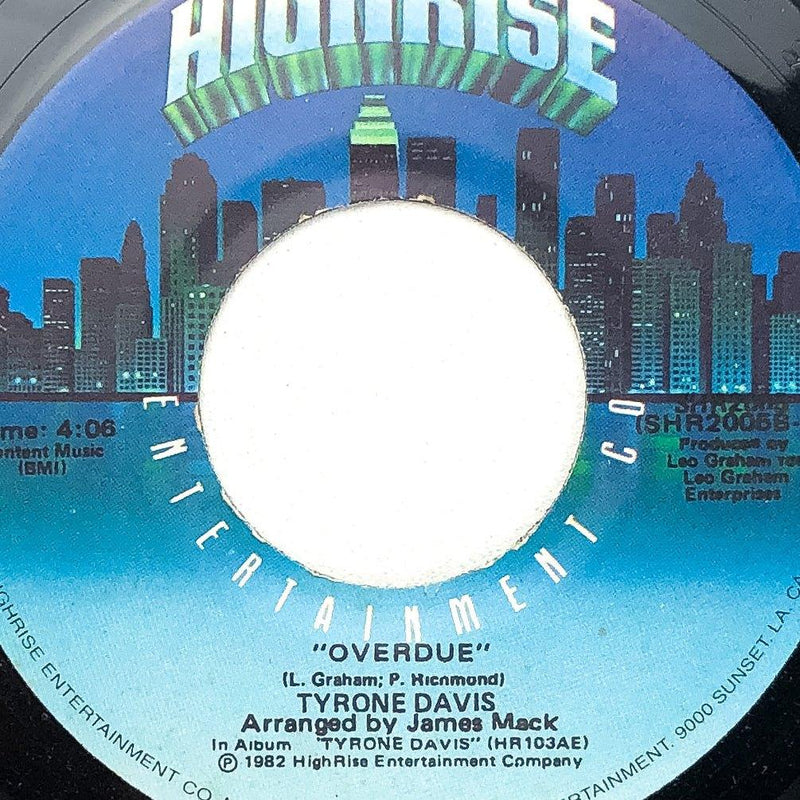 HIGHRISE
ENTERTAINMENT CO
me: 4:06
ntent Music
(BMI)
(SHR2005B-
Produced by
Leo Graham
Leo Graham
Enterprises
"OVERDUE"
(L. Graham; P. Richmond)
TYRONE DAVIS
Arranged by James Mack
In Album "TYRONE DAVIS" (HR103AE)
℗ 1982 HighRise Entertainment Company
HIGHRISE ENTERTAINMENT CO
ENTERTAINMENT. 9000 SUNSET. LA. CA